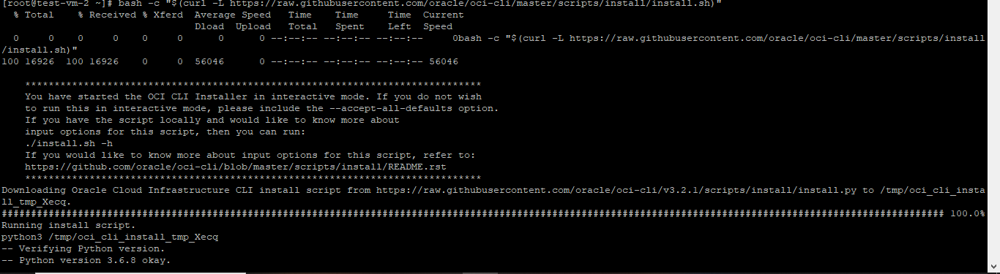 [root@test-vm-2 ~]# bash -c "$(curl -L https://raw.githubusercontent.com/oracle/oci-cli/master/scripts/install/install.sh)"
  % Total    % Received % Xferd  Average Speed   Time    Time     Time  Current
                                 Dload  Upload   Total   Spent    Left  Speed
  0     0    0     0    0     0      0      0 --:--:-- --:--:-- --:--:--     0bash -c "$(curl -L https://raw.githubusercontent.com/oracle/oci-cli/master/scripts/install
/install.sh)"
100 16926  100 16926    0     0  56046      0 --:--:-- --:--:-- --:--:-- 56046
    ******************************************************************************
    You have started the OCI CLI Installer in interactive mode. If you do not wish
    to run this in interactive mode, please include the --accept-all-defaults option.
    If you have the script locally and would like to know more about
    input options for this script, then you can run:
    ./install.sh -h
    If you would like to know more about input options for this script, refer to:
    https://github.com/oracle/oci-cli/blob/master/scripts/install/README.rst
    ******************************************************************************
Downloading Oracle Cloud Infrastructure CLI install script from https://raw.githubusercontent.com/oracle/oci-cli/v3.2.1/scripts/install/install.py to /tmp/oci_cli_insta
ll_tmp_Xecq.
################################################################################################################################################################# 100.0%
Running install script.
python3 /tmp/oci_cli_install_tmp_Xecq
-- Verifying Python version.
-- Python version 3.6.8 okay.